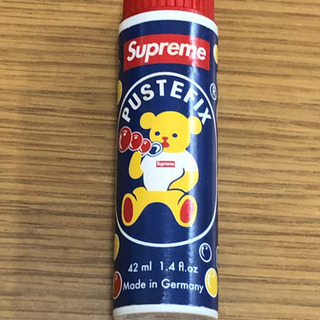 Supreme
PUSTEFIX
Supreme
42 ml 1.4 fl.oz
Made in Germany